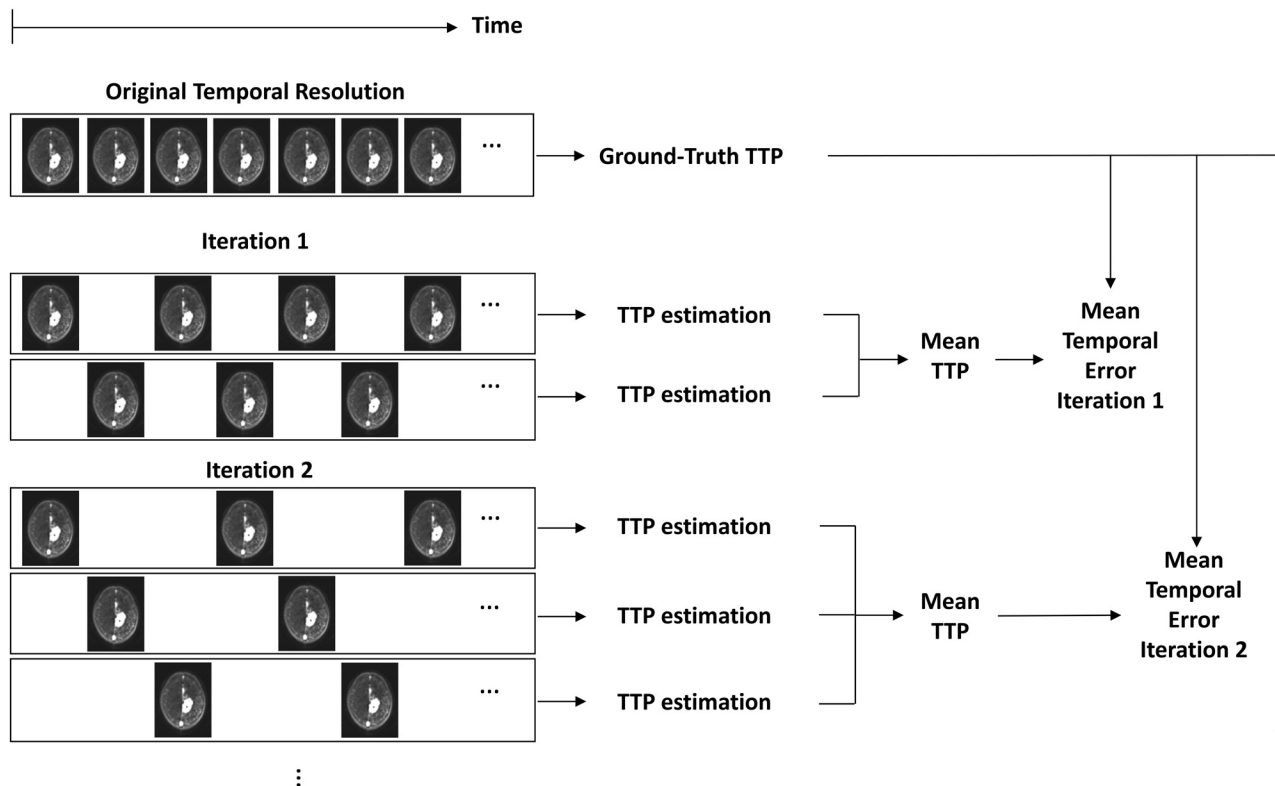 Time
Original Temporal Resolution
...
Ground-Truth TTP
Iteration 1
...
TTP estimation
...
TTP estimation
Mean
TTP
Mean
Temporal
Error
Iteration 1
Iteration 2
...
TTP estimation
...
TTP estimation
...
TTP estimation
Mean
TTP
Mean
Temporal
Error
Iteration 2
⋮